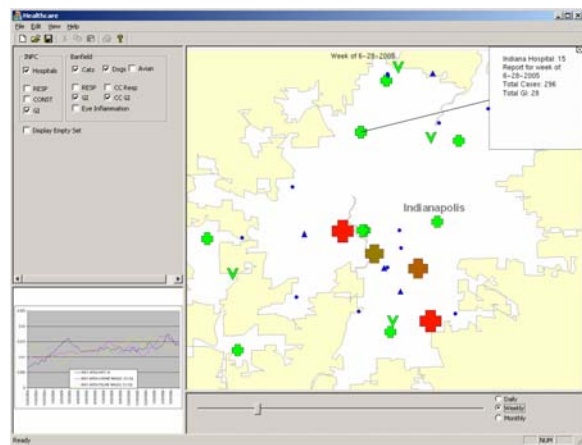 Healthcare
File Edit View Help
INPC
Hospitals
RESP
CONST
GI
Banfield
Cats Dogs Avian
RESP CC Resp
GI CC GI
Eye Inflammation
Display Empty Set
Week of 6-28-2005
Indiana Hospital: 15
Report for week of
6-28-2005
Total Cases: 296
Total GI: 28
Indianapolis
Daily
Weekly
Monthly
Ready
NUM